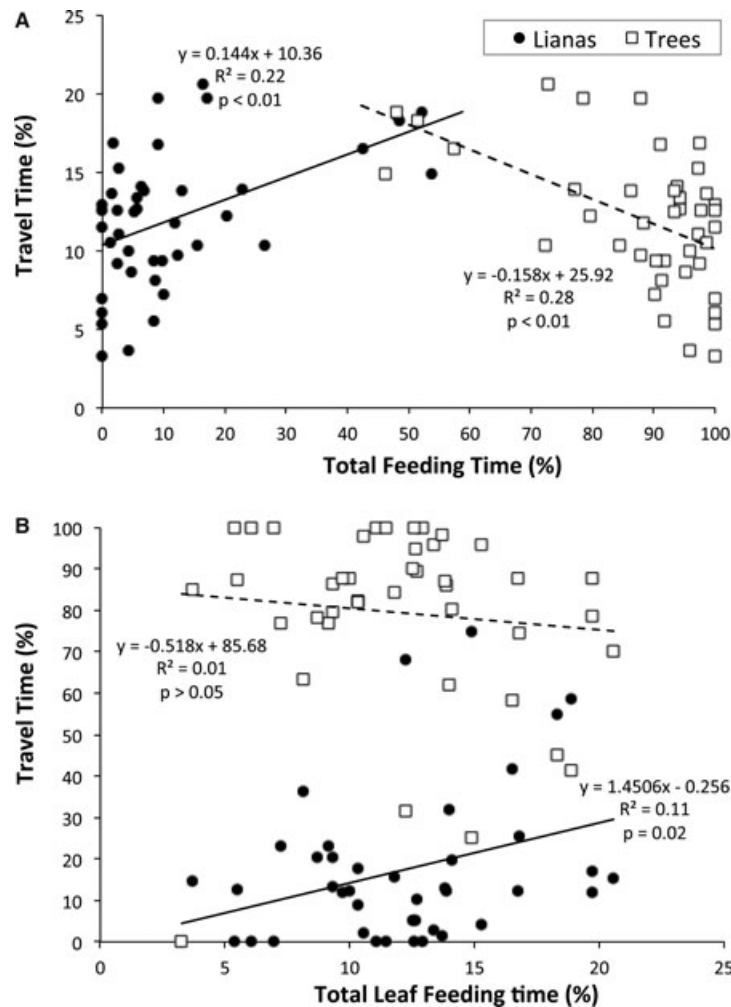 A
Lianas Trees
y = 0.144x + 10.36
R² = 0.22
p < 0.01
y = -0.158x + 25.92
R² = 0.28
p < 0.01
25
20
15
10
5
0
Travel Time (%)
0 10 20 30 40 50 60 70 80 90 100
Total Feeding Time (%)
B
100
90
80
70
60
50
40
30
20
10
0
Travel Time (%)
y = -0.518x + 85.68
R² = 0.01
p > 0.05
y = 1.4506x - 0.256
R² = 0.11
p = 0.02
0 5 10 15 20 25
Total Leaf Feeding time (%)